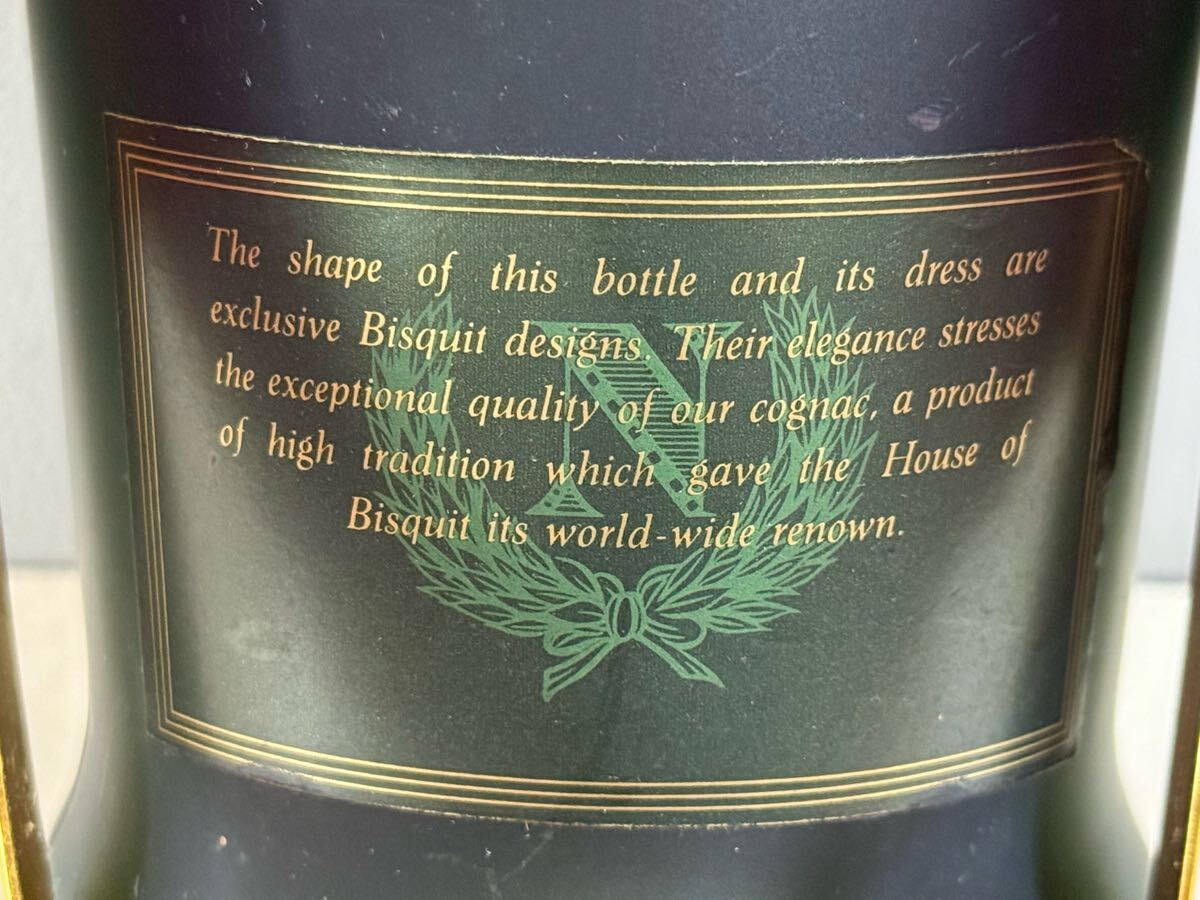 The shape of this bottle and its dress are
exclusive Bisquit designs. Their elegance stresses
the exceptional quality of our cognac, a product
of high tradition which gave the House of
Bisquit its world-wide renown.
N